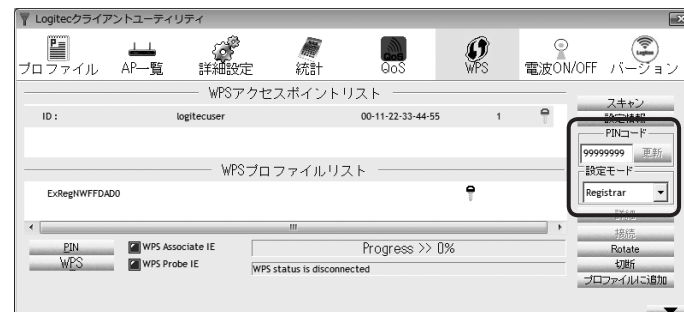 Logitecクライアントユーティリティ
プロファイル AP一覧 詳細設定 統計 QoS WPS 電波ON/OFF バージョン
WPSアクセスポイントリスト
スキャン
ID : logitecuser 00-11-22-33-44-55 1
設定情報
PINコード
99999999 更新
WPSプロファイルリスト
設定モード
ExRegNWFFDAD0
Registrar
詳細
接続
PIN WPS Associate IE Progress >> 0% Rotate
WPS WPS Probe IE WPS status is disconnected 切断
プロファイルに追加